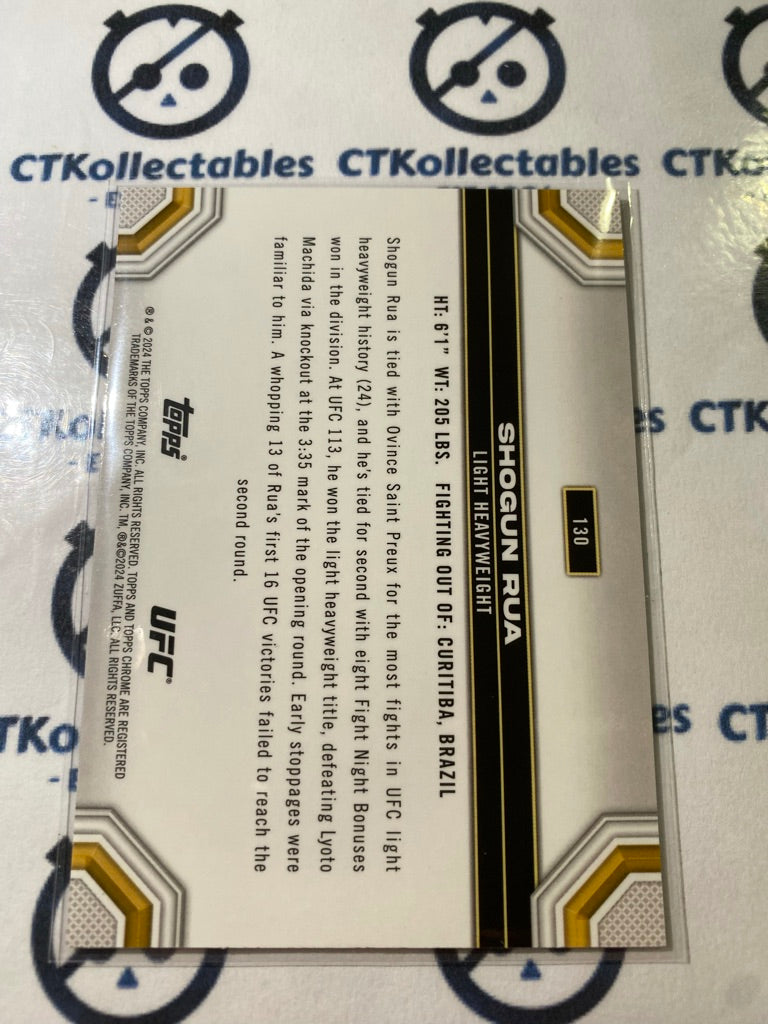 CTKollectables CTKollectables CTKo
- E
130
SHOGUN RUA
LIGHT HEAVYWEIGHT
HT: 6'1" WT: 205 LBS. FIGHTING OUT OF: CURITIBA, BRAZIL
Shogun Rua is tied with Ovince Saint Preux for the most fights in UFC light
heavyweight history (24), and he's tied for second with eight Fight Night Bonuses
won in the division. At UFC 113, he won the light heavyweight title, defeating Lyoto
Machida via knockout at the 3:35 mark of the opening round. Early stoppages were
familiar to him. A whopping 13 of Rua's first 16 UFC victories failed to reach the
second round.
topps® UFC®
® & © 2024 THE TOPPS COMPANY, INC. ALL RIGHTS RESERVED. TOPPS AND TOPPS CHROME ARE REGISTERED
TRADEMARKS OF THE TOPPS COMPANY, INC. TM, ®&©2024 ZUFFA, LLC. ALL RIGHTS RESERVED.
es CTK
- E
TKo es CT
- E